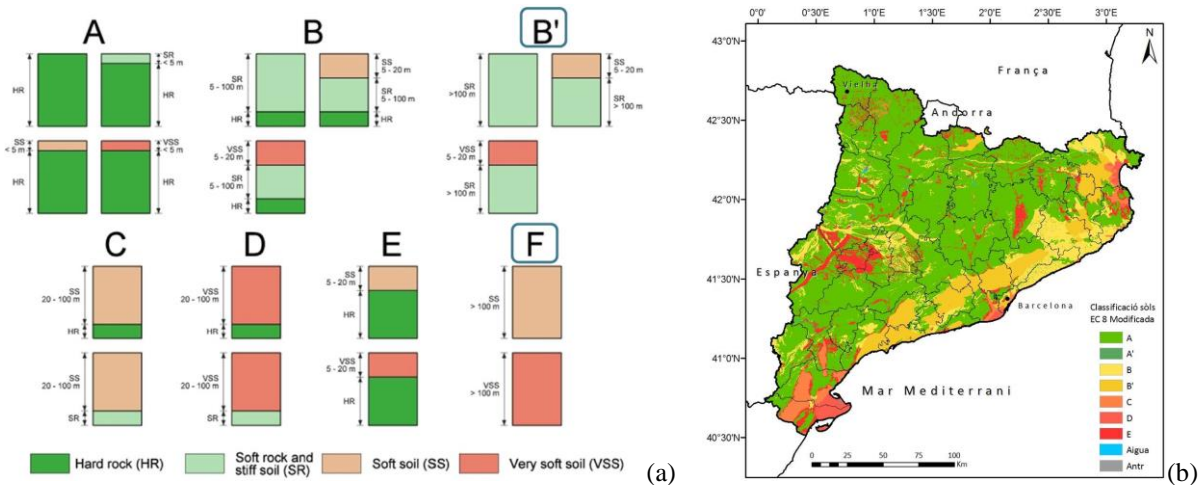 A
B
B'
HR
SR
< 5 m
HR
SR
5 - 100 m
HR
SS
5 - 20 m
SR
5 - 100 m
HR
SR
>100 m
SS
5 - 20 m
SR
> 100 m
SS
< 5 m
HR
VSS
< 5 m
HR
VSS
5 - 20 m
SR
5 - 100 m
HR
VSS
5 - 20 m
SR
> 100 m
C
D
E
F
SS
20 - 100 m
HR
VSS
20 - 100 m
HR
SS
5 - 20 m
HR
SS
> 100 m
SS
20 - 100 m
SR
VSS
20 - 100 m
SR
VSS
5 - 20 m
HR
VSS
> 100 m
Hard rock (HR)
Soft rock and
stiff soil (SR)
Soft soil (SS)
Very soft soil (VSS)
(a)
0°0' 0°30'E 1°0'E 1°30'E 2°0'E 2°30'E 3°0'E
43°0'N
42°30'N
42°0'N
41°30'N
41°0'N
40°30'N
N
França
Vielha
Andorra
Espanya
Barcelona
Mar Mediterrani
Classificació sòls
EC 8 Modificada
A
A'
B
B'
C
D
E
Aigua
Antr
0 20 40 60 80 100
Km
(b)